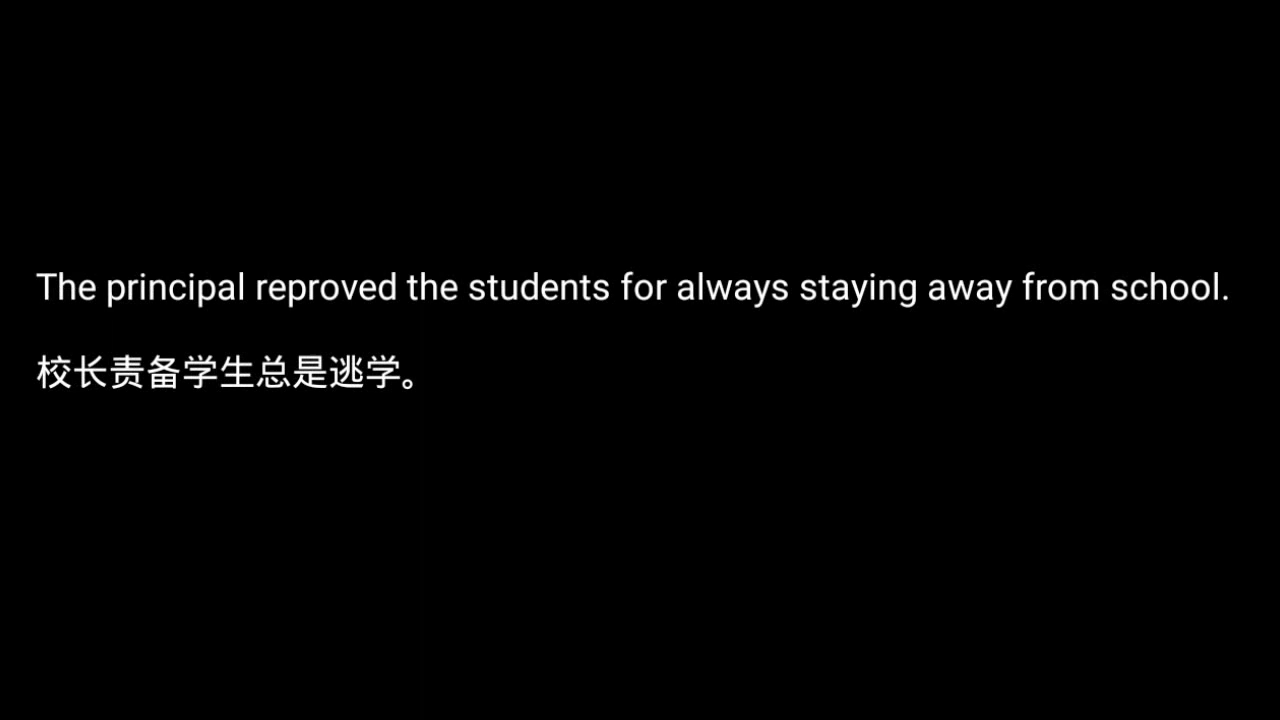 The principal reproved the students for always staying away from school.
校长责备学生总是逃学。